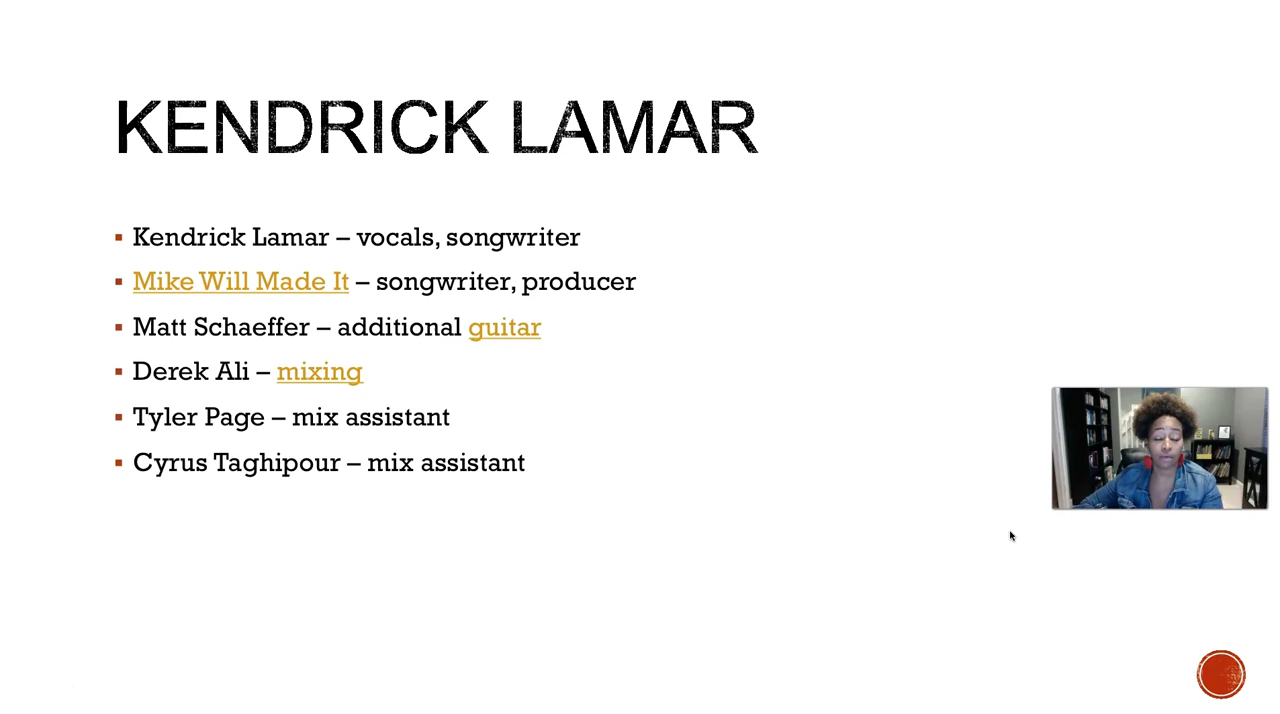 KENDRICK LAMAR
▪ Kendrick Lamar – vocals, songwriter
▪ Mike Will Made It – songwriter, producer
▪ Matt Schaeffer – additional guitar
▪ Derek Ali – mixing
▪ Tyler Page – mix assistant
▪ Cyrus Taghipour – mix assistant